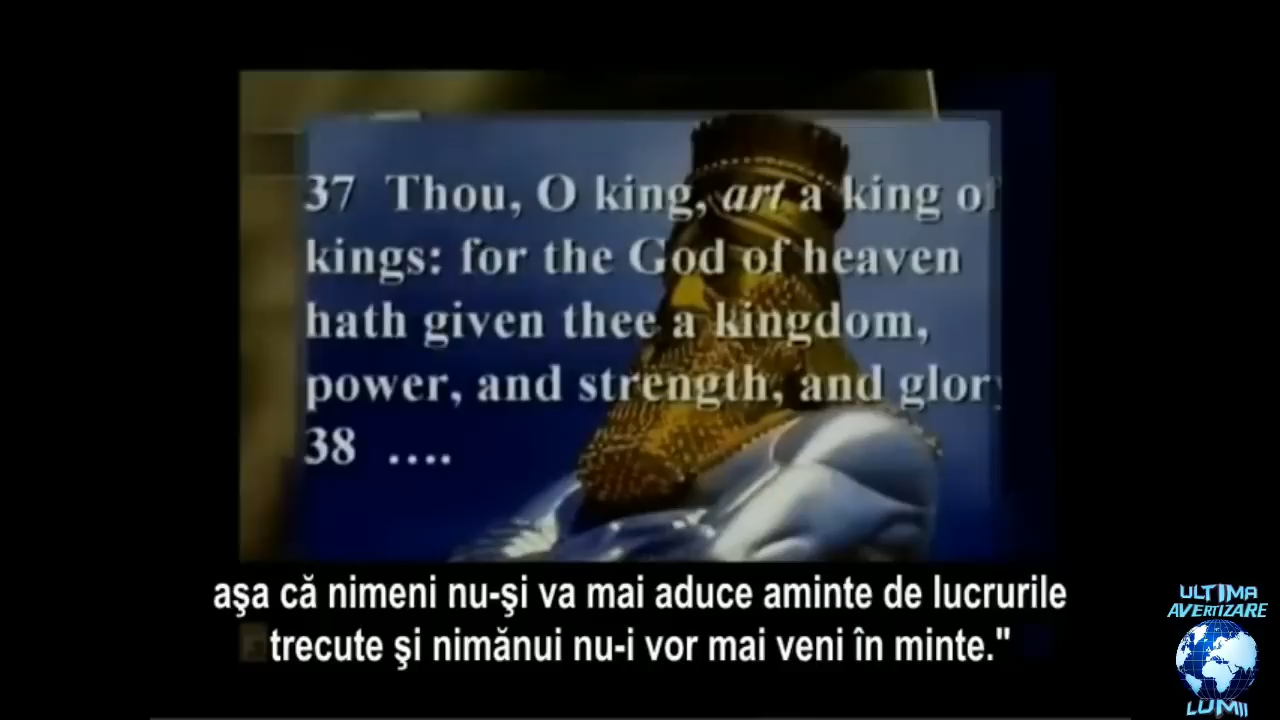 37 Thou, O king, art a king of
kings: for the God of heaven
hath given thee a kingdom,
power, and strength, and glory
38 ....
aşa că nimeni nu-şi va mai aduce aminte de lucrurile
trecute şi nimănui nu-i vor mai veni în minte."
ULTIMA
AVERTIZARE
LUMII